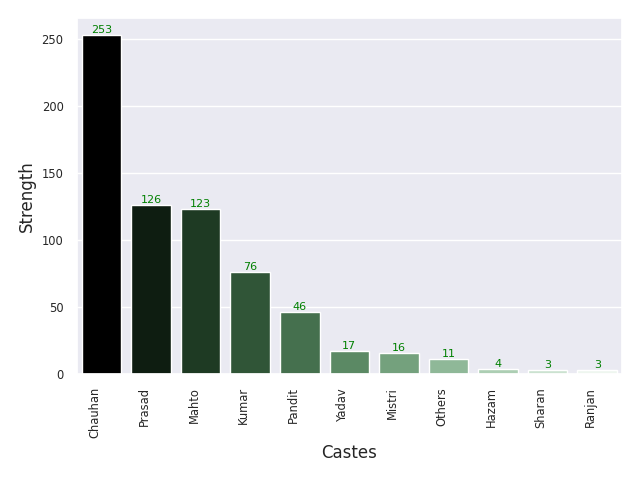 253
250
200
150
126
123
100
76
50
46
17
16
11
4
3
3
0
Strength
Chauhan
Prasad
Mahto
Kumar
Pandit
Yadav
Mistri
Others
Hazam
Sharan
Ranjan
Castes